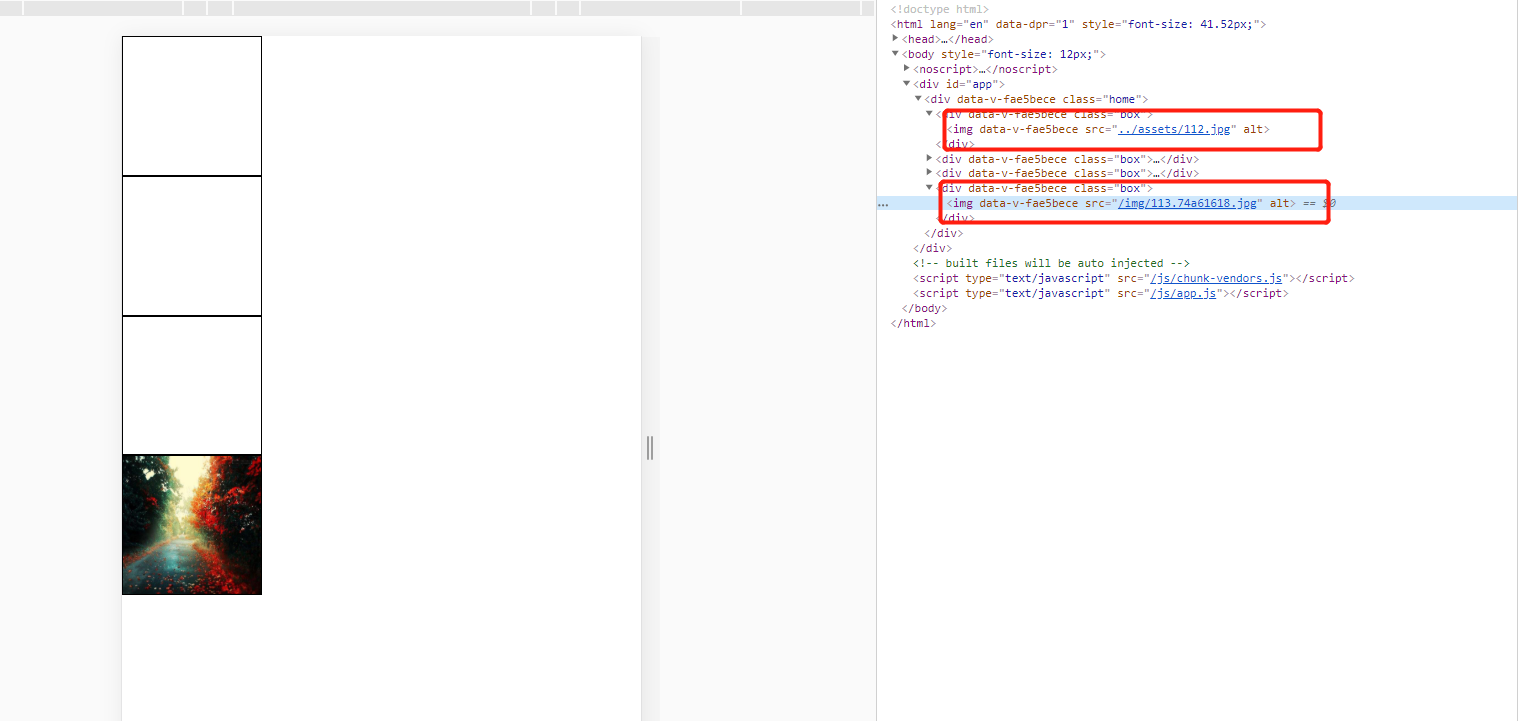 <!doctype html>
<html lang="en" data-dpr="1" style="font-size: 41.52px;">
<head>…</head>
<body style="font-size: 12px;">
<noscript>…</noscript>
<div id="app">
<div data-v-fae5bece class="home">
<div data-v-fae5bece class="box">
<img data-v-fae5bece src="../assets/112.jpg" alt>
</div>
<div data-v-fae5bece class="box">…</div>
<div data-v-fae5bece class="box">…</div>
<div data-v-fae5bece class="box">
… <img data-v-fae5bece src="/img/113.74a61618.jpg" alt> == $0
</div>
</div>
</div>
<!-- built files will be auto injected -->
<script type="text/javascript" src="/js/chunk-vendors.js"></script>
<script type="text/javascript" src="/js/app.js"></script>
</body>
</html>